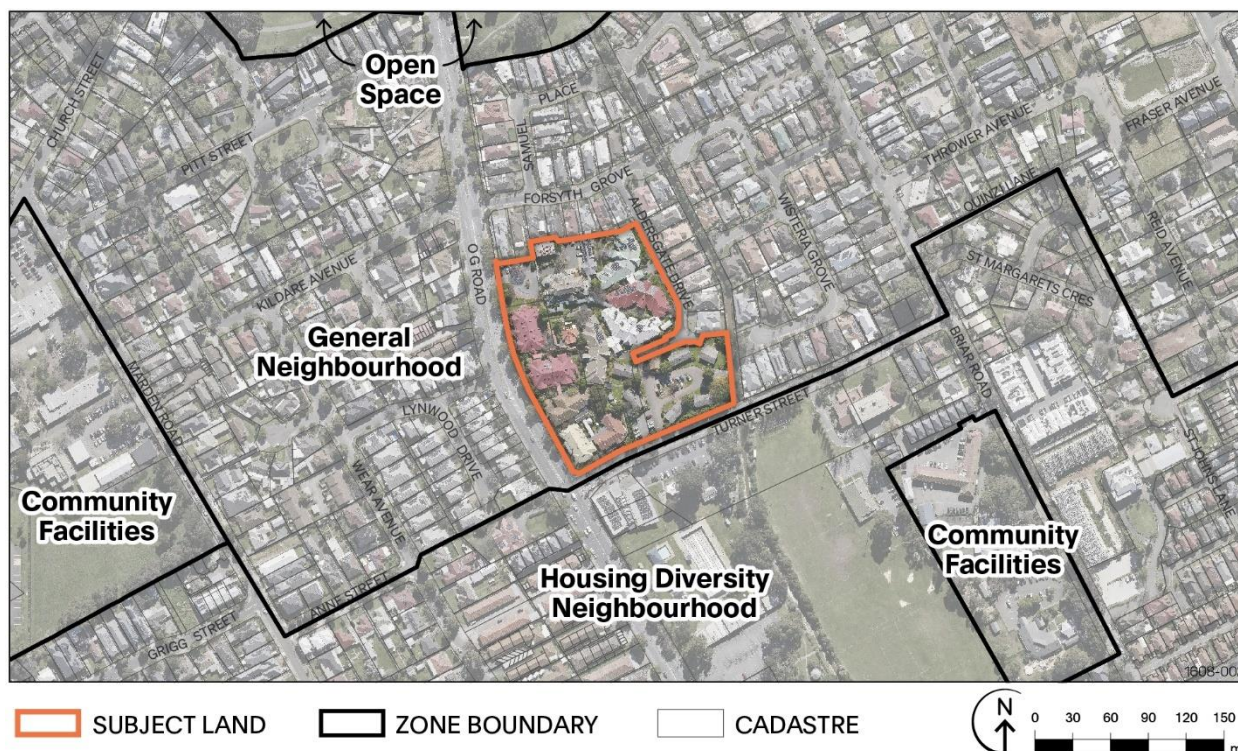 Open
Space
CHURCH STREET
PITT STREET
SAMUEL
PLACE
FORSYTH GROVE
ALDERSGATE DRIVE
WISTERIA GROVE
THROWER AVENUE
FRASER AVENUE
QUINZI LANE
REID AVENUE
ST MARGARETS CRES
O G ROAD
KILDARE AVENUE
General
Neighbourhood
MARDEN ROAD
LYNWOOD DRIVE
WEAR AVENUE
TURNER STREET
BRIAR ROAD
ST JOHNS LANE
Community
Facilities
Community
Facilities
Housing Diversity
Neighbourhood
ANNE STREET
GRIGG STREET
SUBJECT LAND
ZONE BOUNDARY
CADASTRE
N
0 30 60 90 120 150
m